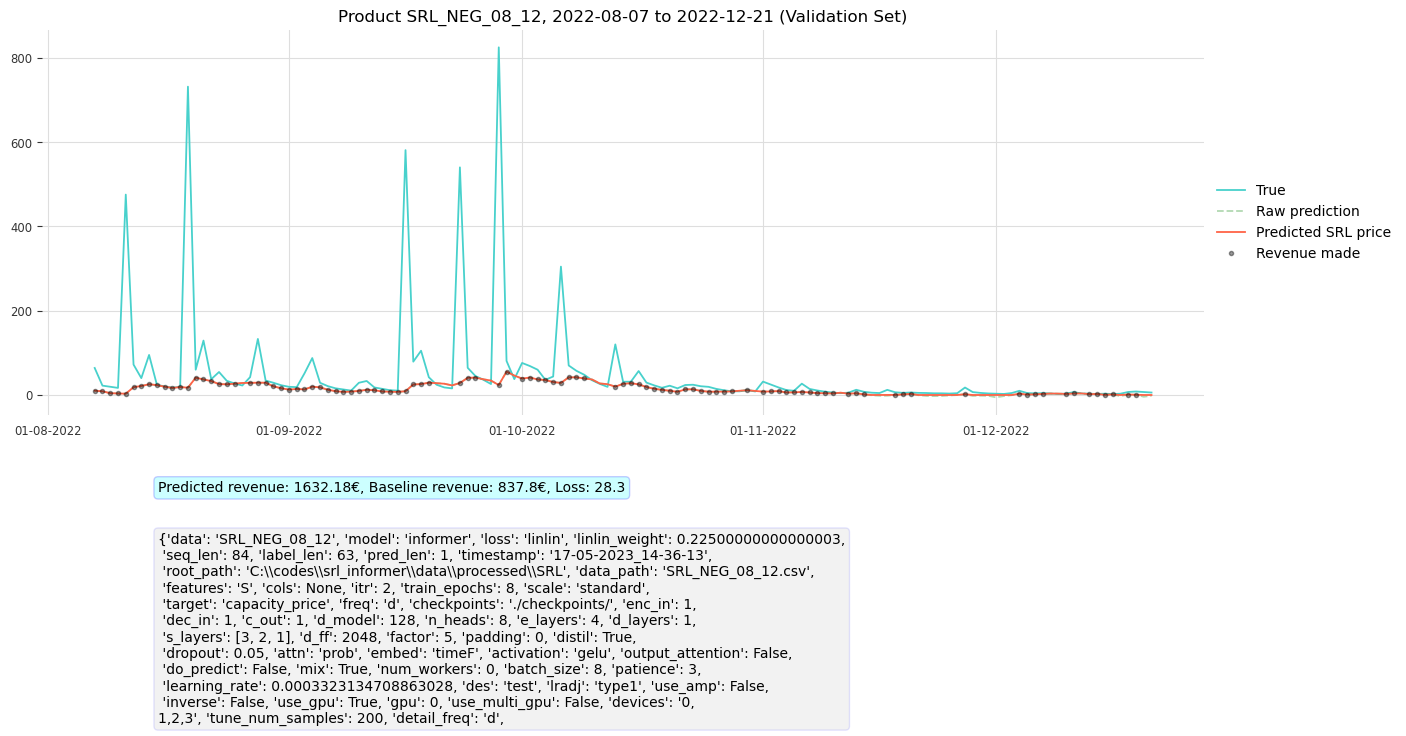 Product SRL_NEG_08_12, 2022-08-07 to 2022-12-21 (Validation Set)
800
600
400
200
0
01-08-2022
01-09-2022
01-10-2022
01-11-2022
01-12-2022
True
Raw prediction
Predicted SRL price
Revenue made
Predicted revenue: 1632.18€, Baseline revenue: 837.8€, Loss: 28.3
{'data': 'SRL_NEG_08_12', 'model': 'informer', 'loss': 'linlin', 'linlin_weight': 0.22500000000000003,
'seq_len': 84, 'label_len': 63, 'pred_len': 1, 'timestamp': '17-05-2023_14-36-13',
'root_path': 'C:\\codes\\srl_informer\\data\\processed\\SRL', 'data_path': 'SRL_NEG_08_12.csv',
'features': 'S', 'cols': None, 'itr': 2, 'train_epochs': 8, 'scale': 'standard',
'target': 'capacity_price', 'freq': 'd', 'checkpoints': './checkpoints/', 'enc_in': 1,
'dec_in': 1, 'c_out': 1, 'd_model': 128, 'n_heads': 8, 'e_layers': 4, 'd_layers': 1,
's_layers': [3, 2, 1], 'd_ff': 2048, 'factor': 5, 'padding': 0, 'distil': True,
'dropout': 0.05, 'attn': 'prob', 'embed': 'timeF', 'activation': 'gelu', 'output_attention': False,
'do_predict': False, 'mix': True, 'num_workers': 0, 'batch_size': 8, 'patience': 3,
'learning_rate': 0.0003323134708863028, 'des': 'test', 'lradj': 'type1', 'use_amp': False,
'inverse': False, 'use_gpu': True, 'gpu': 0, 'use_multi_gpu': False, 'devices': '0,
1,2,3', 'tune_num_samples': 200, 'detail_freq': 'd',